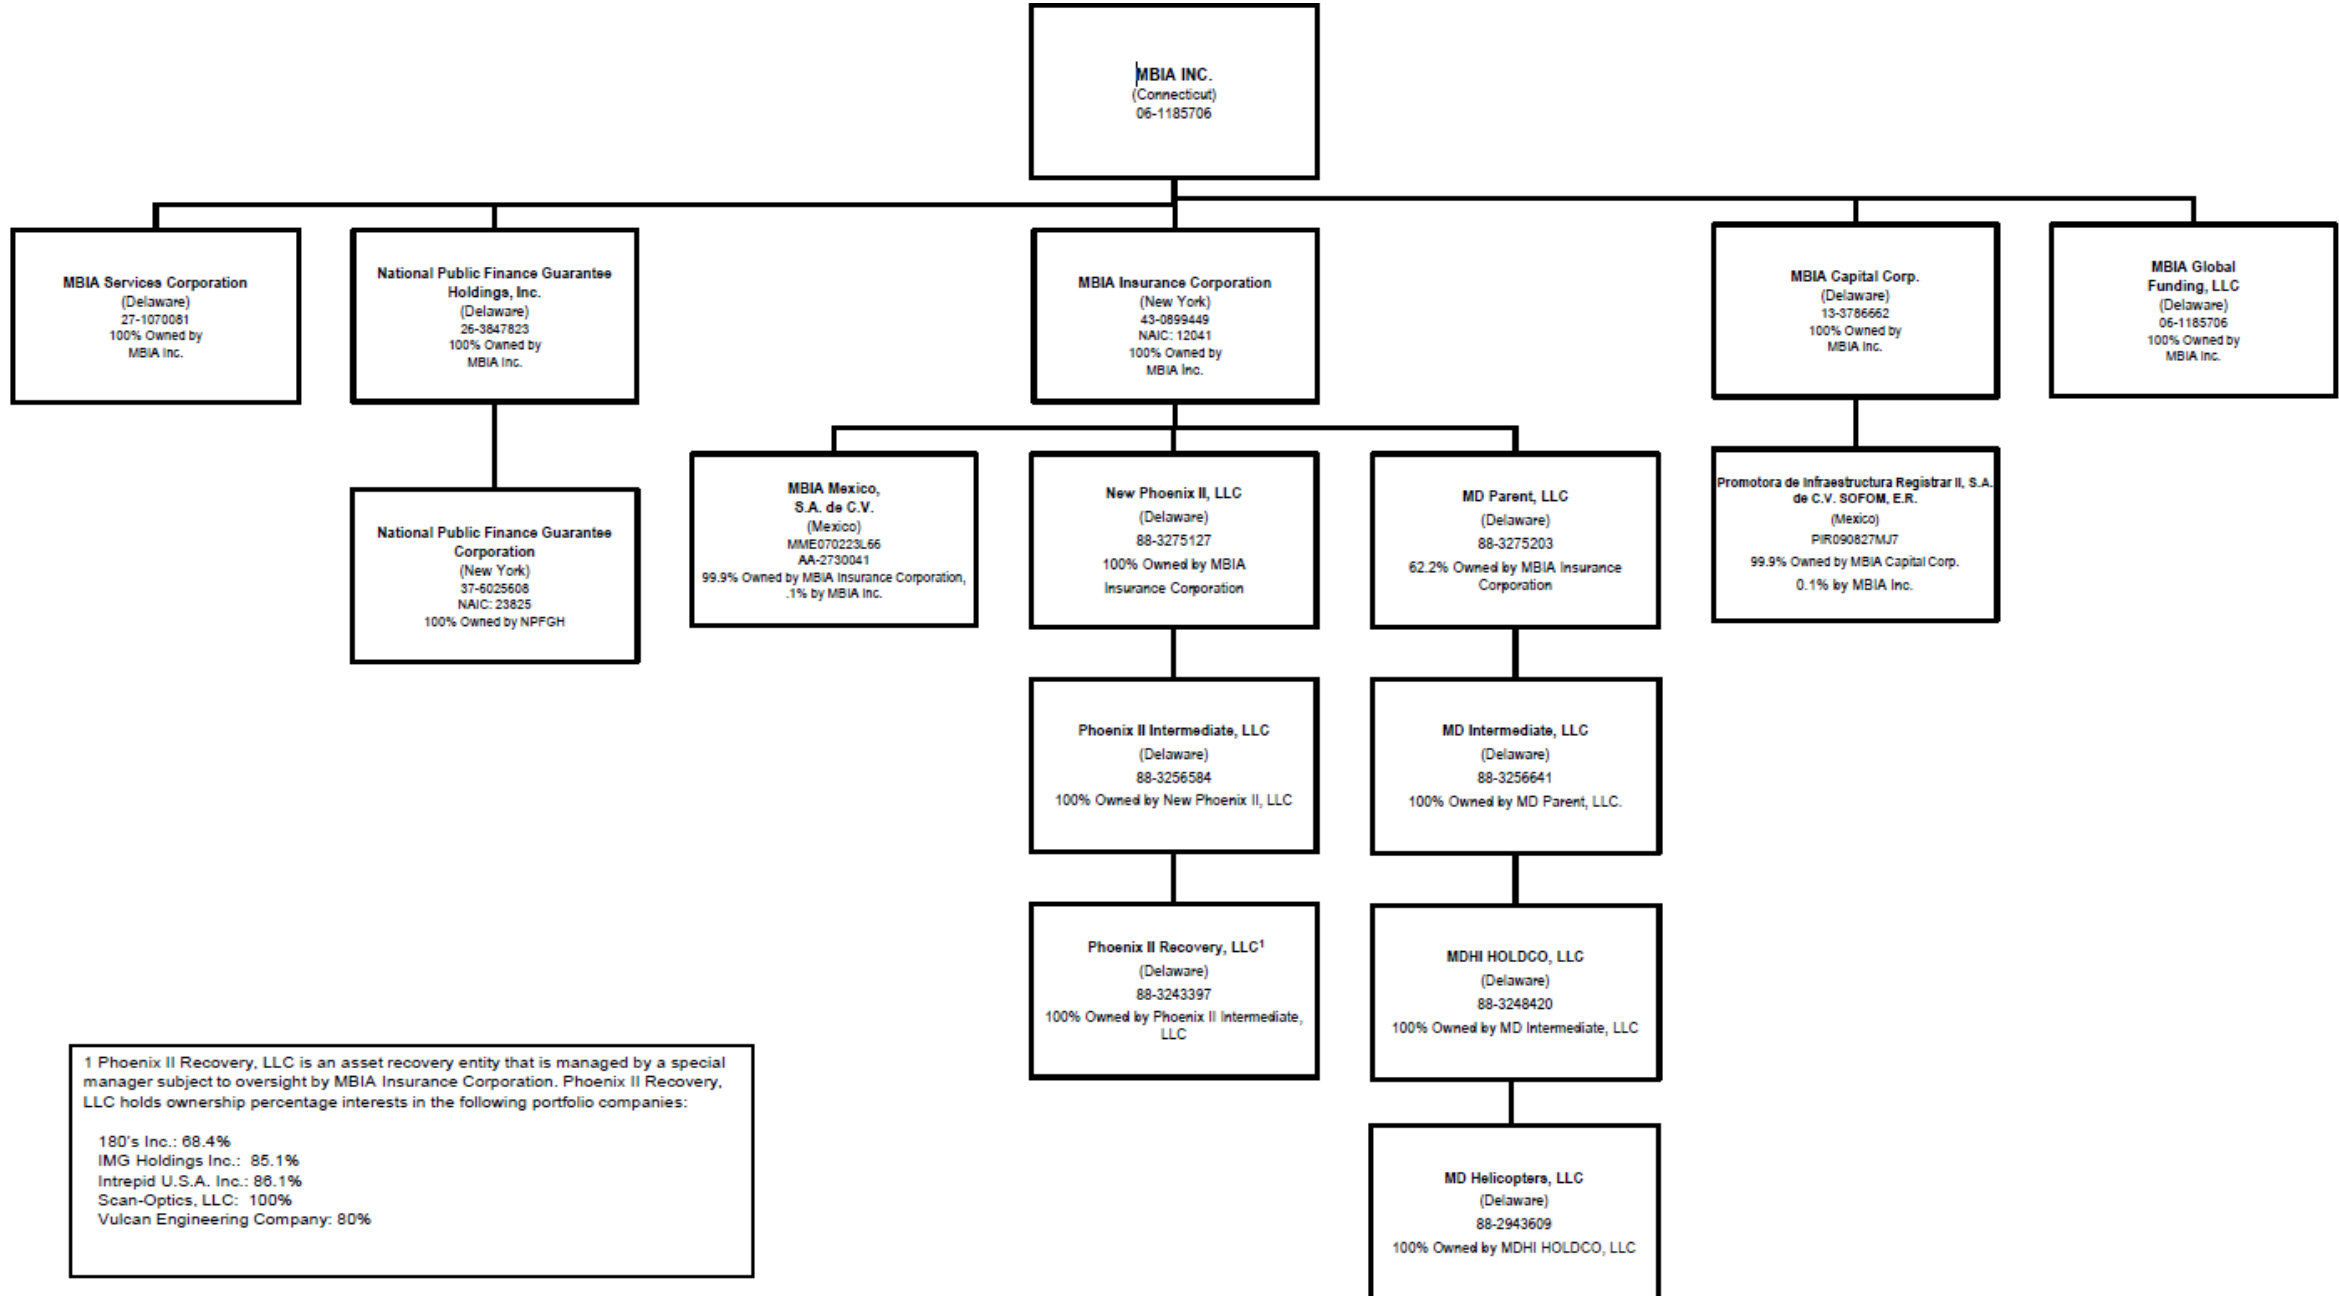 MBIA INC.
(Connecticut)
06-1185706
MBIA Services Corporation
(Delaware)
27-1070081
100% Owned by
MBIA Inc.
National Public Finance Guarantee
Holdings, Inc.
(Delaware)
26-3847823
100% Owned by
MBIA Inc.
MBIA Insurance Corporation
(New York)
43-0899449
NAIC: 12041
100% Owned by
MBIA Inc.
MBIA Capital Corp.
(Delaware)
13-3786662
100% Owned by
MBIA Inc.
MBIA Global
Funding, LLC
(Delaware)
06-1185706
100% Owned by
MBIA Inc.
National Public Finance Guarantee
Corporation
(New York)
37-6025608
NAIC: 23825
100% Owned by NPFGH
MBIA Mexico,
S.A. de C.V.
(Mexico)
MME070223L66
AA-2730041
99.9% Owned by MBIA Insurance Corporation,
.1% by MBIA Inc.
New Phoenix II, LLC
(Delaware)
88-3275127
100% Owned by MBIA
Insurance Corporation
MD Parent, LLC
(Delaware)
88-3275203
62.2% Owned by MBIA Insurance
Corporation
Promotora de Infraestructura Registrar II, S.A.
de C.V. SOFOM, E.R.
(Mexico)
PIR090827MJ7
99.9% Owned by MBIA Capital Corp.
0.1% by MBIA Inc.
Phoenix II Intermediate, LLC
(Delaware)
88-3256584
100% Owned by New Phoenix II, LLC
MD Intermediate, LLC
(Delaware)
88-3256641
100% Owned by MD Parent, LLC.
Phoenix II Recovery, LLC¹
(Delaware)
88-3243397
100% Owned by Phoenix II Intermediate,
LLC
MDHI HOLDCO, LLC
(Delaware)
88-3248420
100% Owned by MD Intermediate, LLC
MD Helicopters, LLC
(Delaware)
88-2943609
100% Owned by MDHI HOLDCO, LLC
1 Phoenix II Recovery, LLC is an asset recovery entity that is managed by a special
manager subject to oversight by MBIA Insurance Corporation. Phoenix II Recovery,
LLC holds ownership percentage interests in the following portfolio companies:
180's Inc.: 68.4%
IMG Holdings Inc.: 85.1%
Intrepid U.S.A. Inc.: 86.1%
Scan-Optics, LLC: 100%
Vulcan Engineering Company: 80%